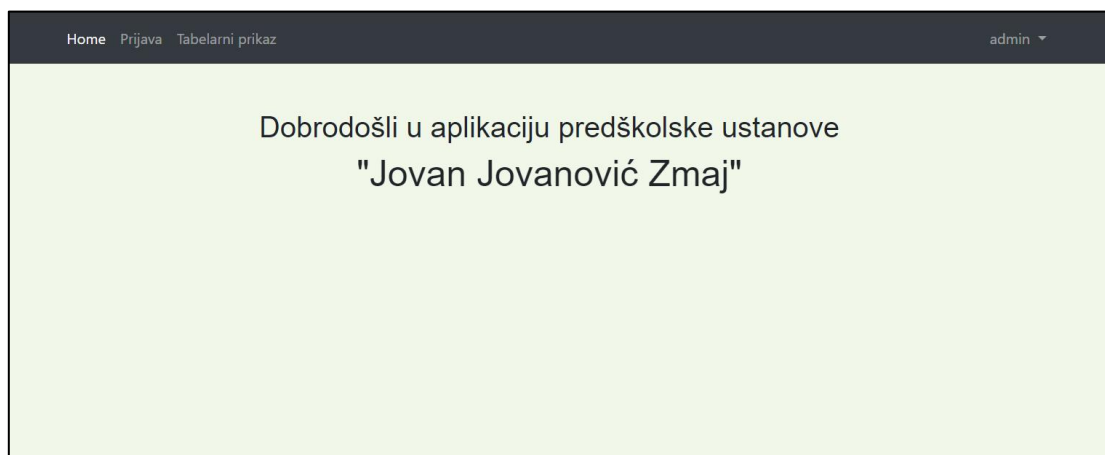 Home Prijava Tabelarni prikaz admin
Dobrodošli u aplikaciju predškolske ustanove
"Jovan Jovanović Zmaj"